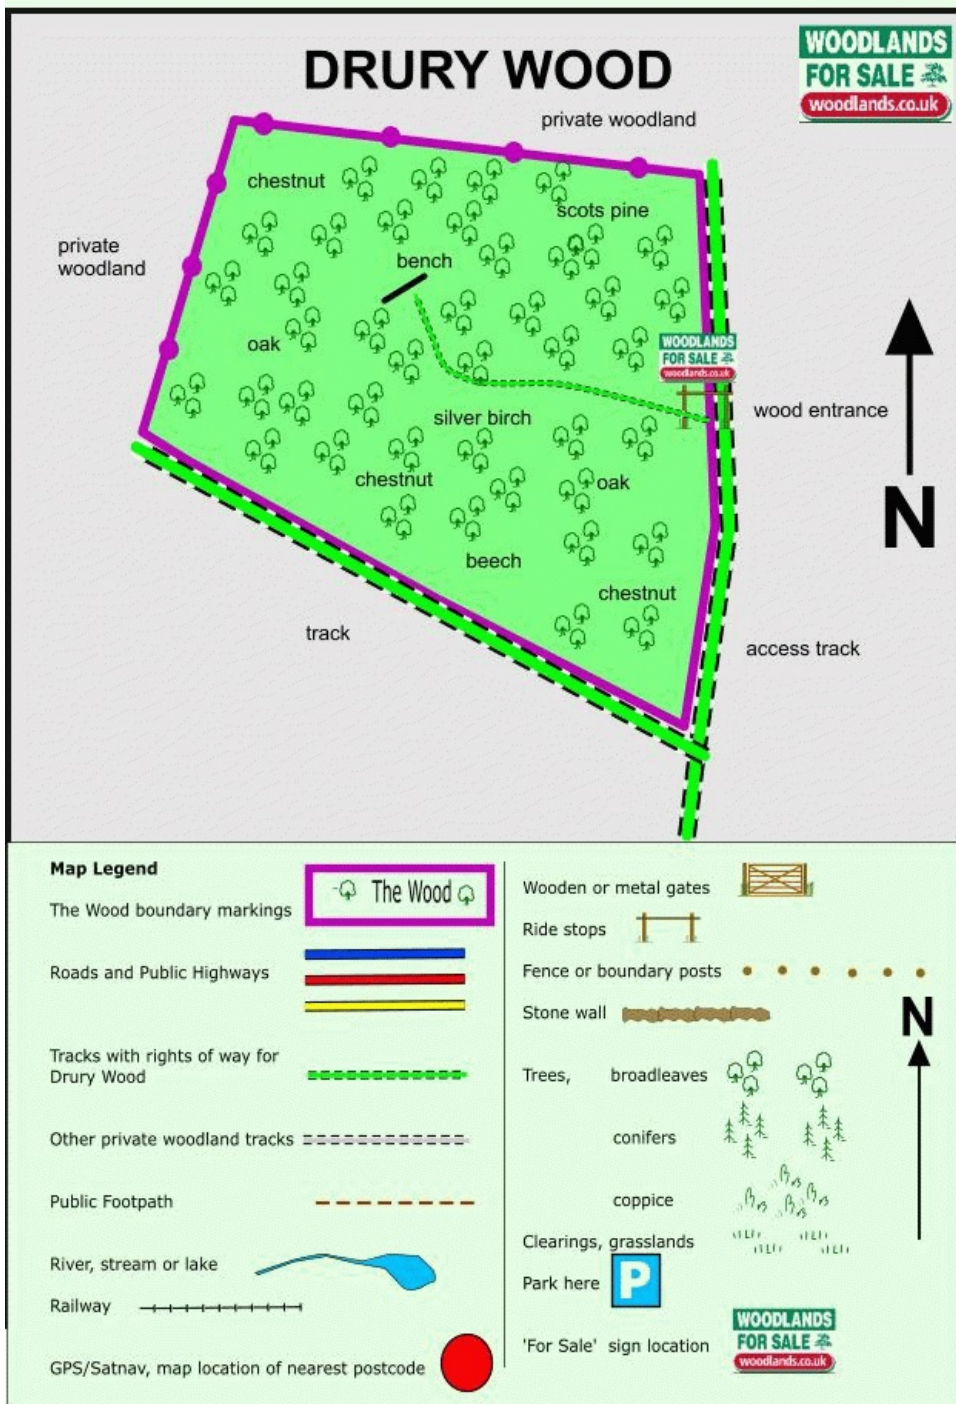 DRURY WOOD
WOODLANDS
FOR SALE
woodlands.co.uk
private woodland
chestnut
scots pine
private
woodland
bench
oak
WOODLANDS
FOR SALE
woodlands.co.uk
wood entrance
silver birch
chestnut
oak
N
beech
chestnut
track
access track
Map Legend
The Wood boundary markings
The Wood
Roads and Public Highways
Tracks with rights of way for
Drury Wood
Other private woodland tracks
Public Footpath
River, stream or lake
Railway
GPS/Satnav, map location of nearest postcode
Wooden or metal gates
Ride stops
Fence or boundary posts
Stone wall
N
Trees, broadleaves
conifers
coppice
Clearings, grasslands
Park here P
'For Sale' sign location
WOODLANDS
FOR SALE
woodlands.co.uk